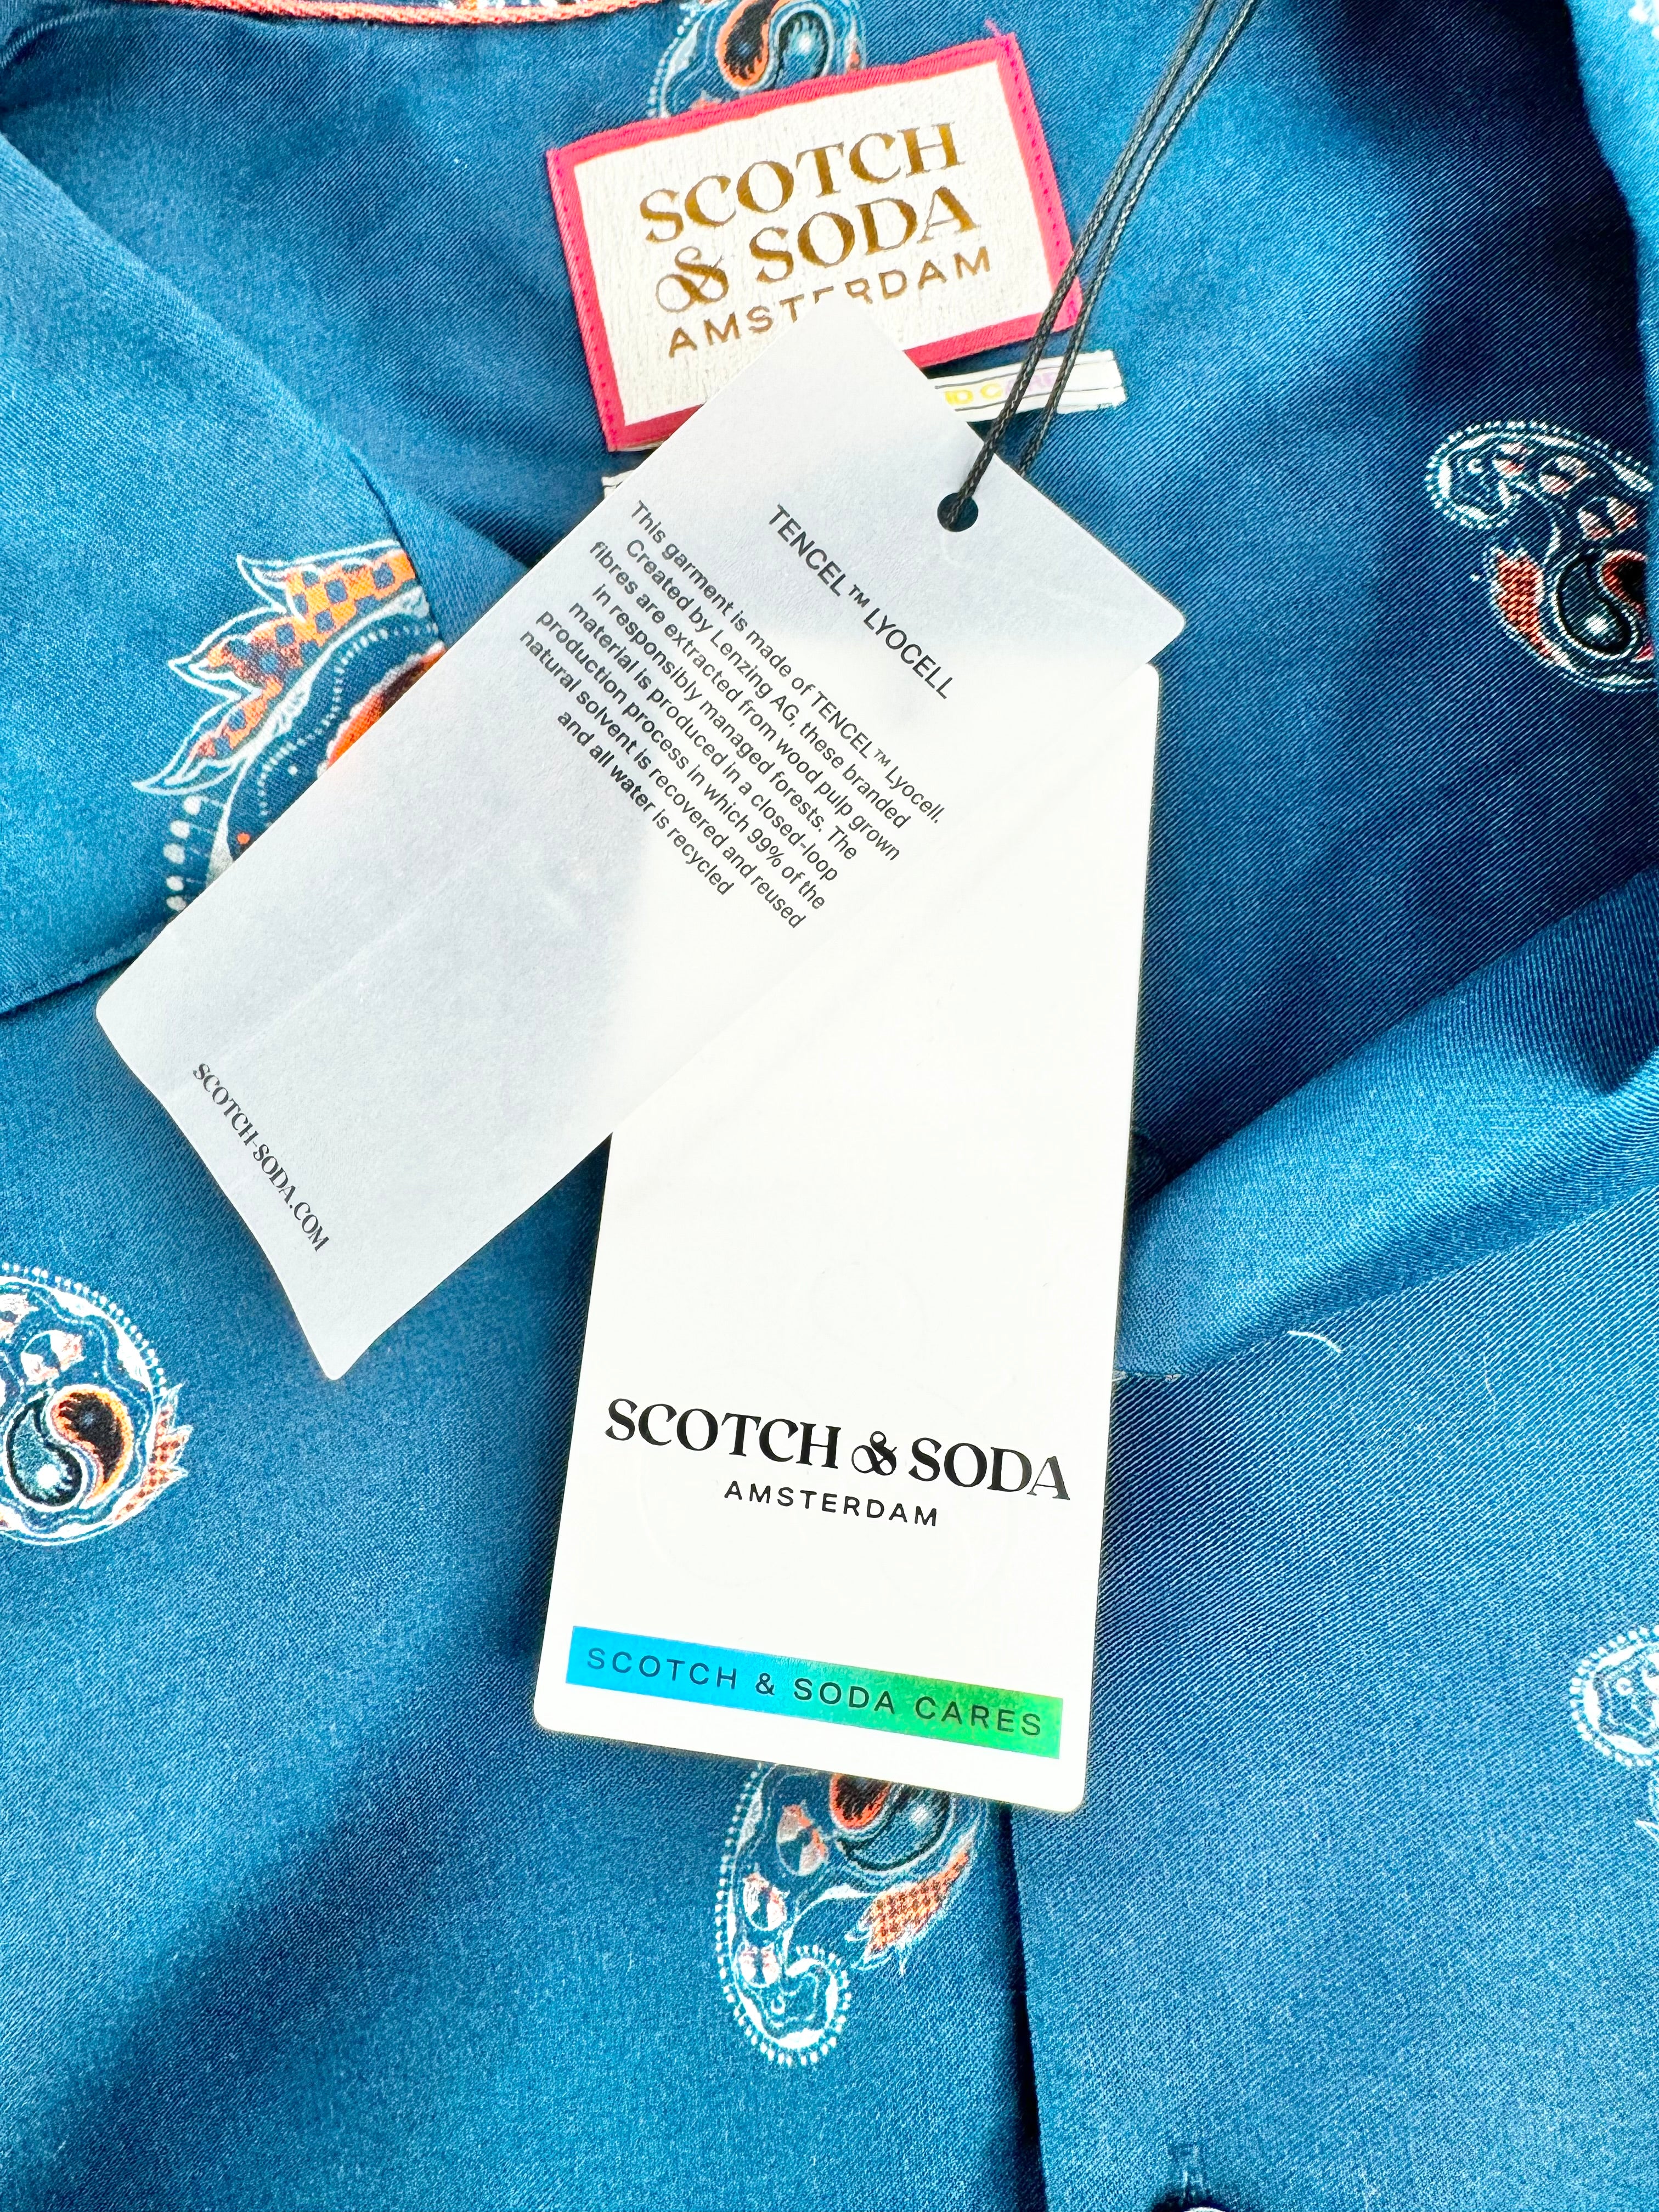 SCOTCH
& SODA
AMSTERDAM
TENCEL™ LYOCELL
This garment is made of TENCEL™ Lyocell.
Created by Lenzing AG, these branded
fibres are extracted from wood pulp grown
in responsibly managed forests. The
material is produced in a closed-loop
production process in which 99% of the
natural solvent is recovered and reused
and all water is recycled
SCOTCH-SODA.COM
SCOTCH & SODA
AMSTERDAM
SCOTCH & SODA CARES